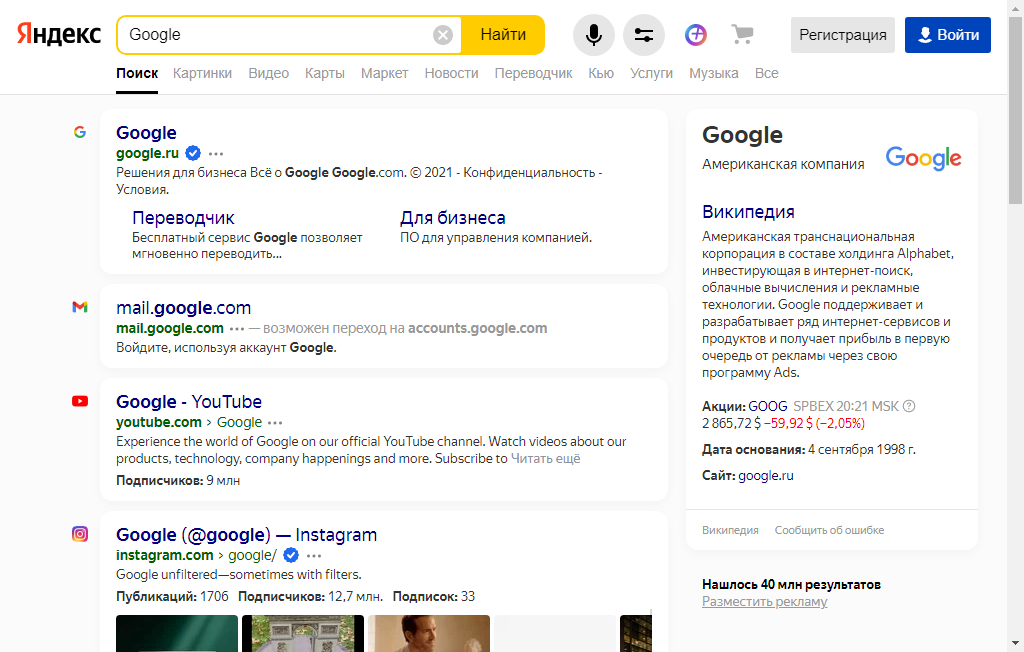 Яндекс
Google
Найти
Регистрация
Войти
Поиск Картинки Видео Карты Маркет Новости Переводчик Кью Услуги Музыка Все
Google
google.ru
Решения для бизнеса Всё о Google Google.com. © 2021 - Конфиденциальность -
Условия.
Переводчик
Бесплатный сервис Google позволяет
мгновенно переводить...
Для бизнеса
ПО для управления компанией.
mail.google.com
mail.google.com ··· — возможен переход на accounts.google.com
Войдите, используя аккаунт Google.
Google - YouTube
youtube.com › Google ···
Experience the world of Google on our official YouTube channel. Watch videos about our
products, technology, company happenings and more. Subscribe to Читать ещё
Подписчиков: 9 млн
Google (@google) — Instagram
instagram.com › google/ ···
Google unfiltered—sometimes with filters.
Публикаций: 1706 Подписчиков: 12,7 млн. Подписок: 33
Google
Американская компания
Google
Википедия
Американская транснациональная
корпорация в составе холдинга Alphabet,
инвестирующая в интернет-поиск,
облачные вычисления и рекламные
технологии. Google поддерживает и
разрабатывает ряд интернет-сервисов и
продуктов и получает прибыль в первую
очередь от рекламы через свою
программу Ads.
Акции: GOOG SPBEX 20:21 MSK
2 865,72 $ −59,92 $ (−2,05%)
Дата основания: 4 сентября 1998 г.
Сайт: google.ru
Википедия Сообщить об ошибке
Нашлось 40 млн результатов
Разместить рекламу